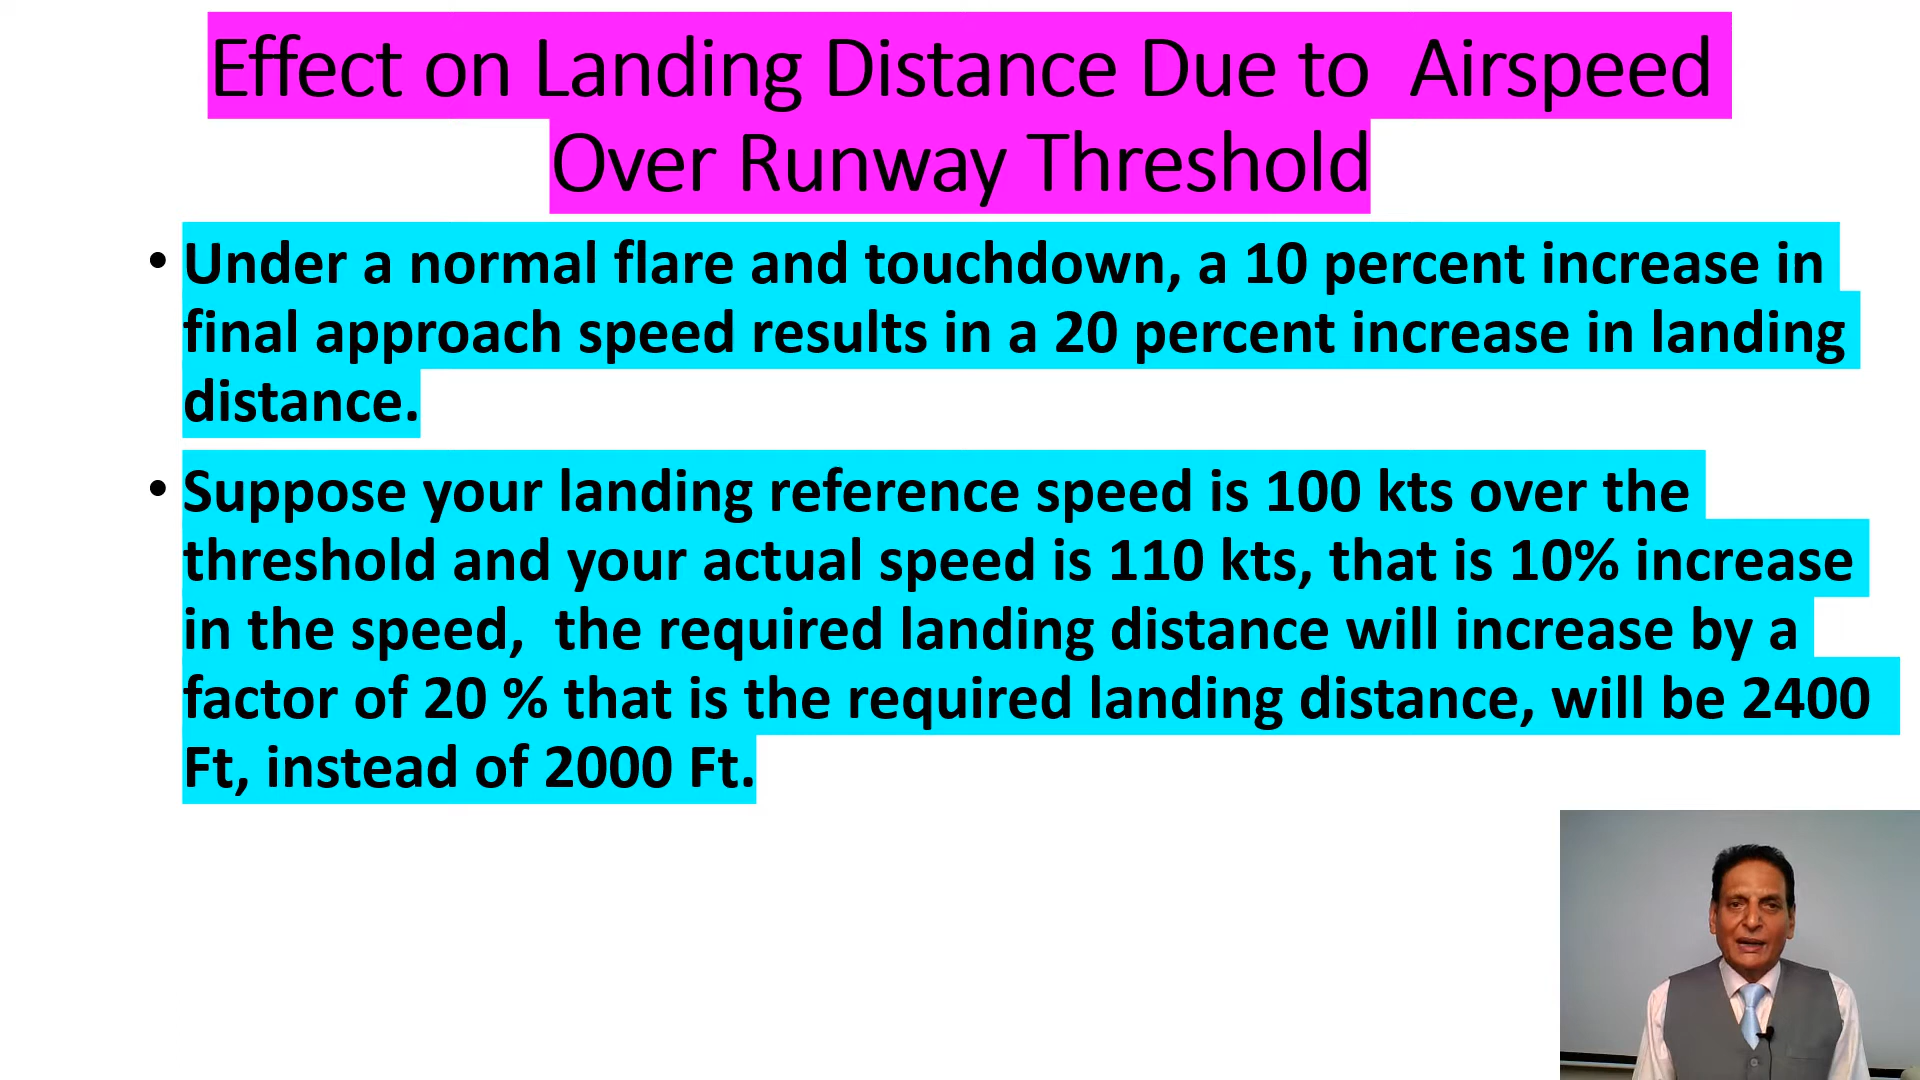 Effect on Landing Distance Due to  Airspeed
Over Runway Threshold
• Under a normal flare and touchdown, a 10 percent increase in
final approach speed results in a 20 percent increase in landing
distance.
• Suppose your landing reference speed is 100 kts over the
threshold and your actual speed is 110 kts, that is 10% increase
in the speed,  the required landing distance will increase by a
factor of 20 % that is the required landing distance, will be 2400
Ft, instead of 2000 Ft.